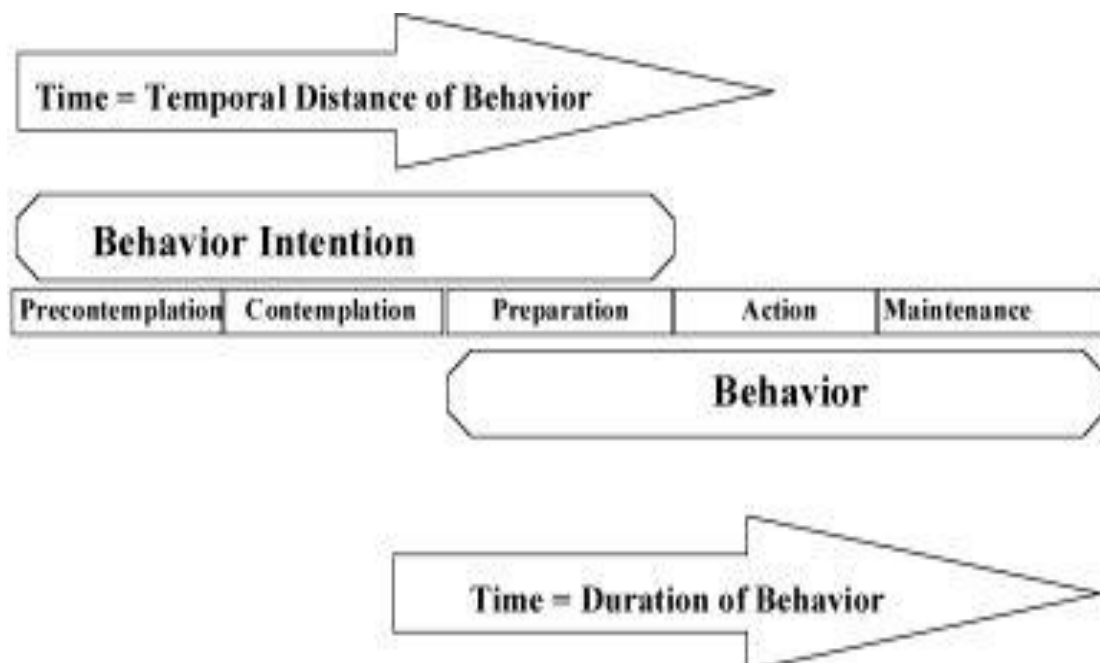 Time = Temporal Distance of Behavior
Behavior Intention
Precontemplation Contemplation Preparation Action Maintenance
Behavior
Time = Duration of Behavior